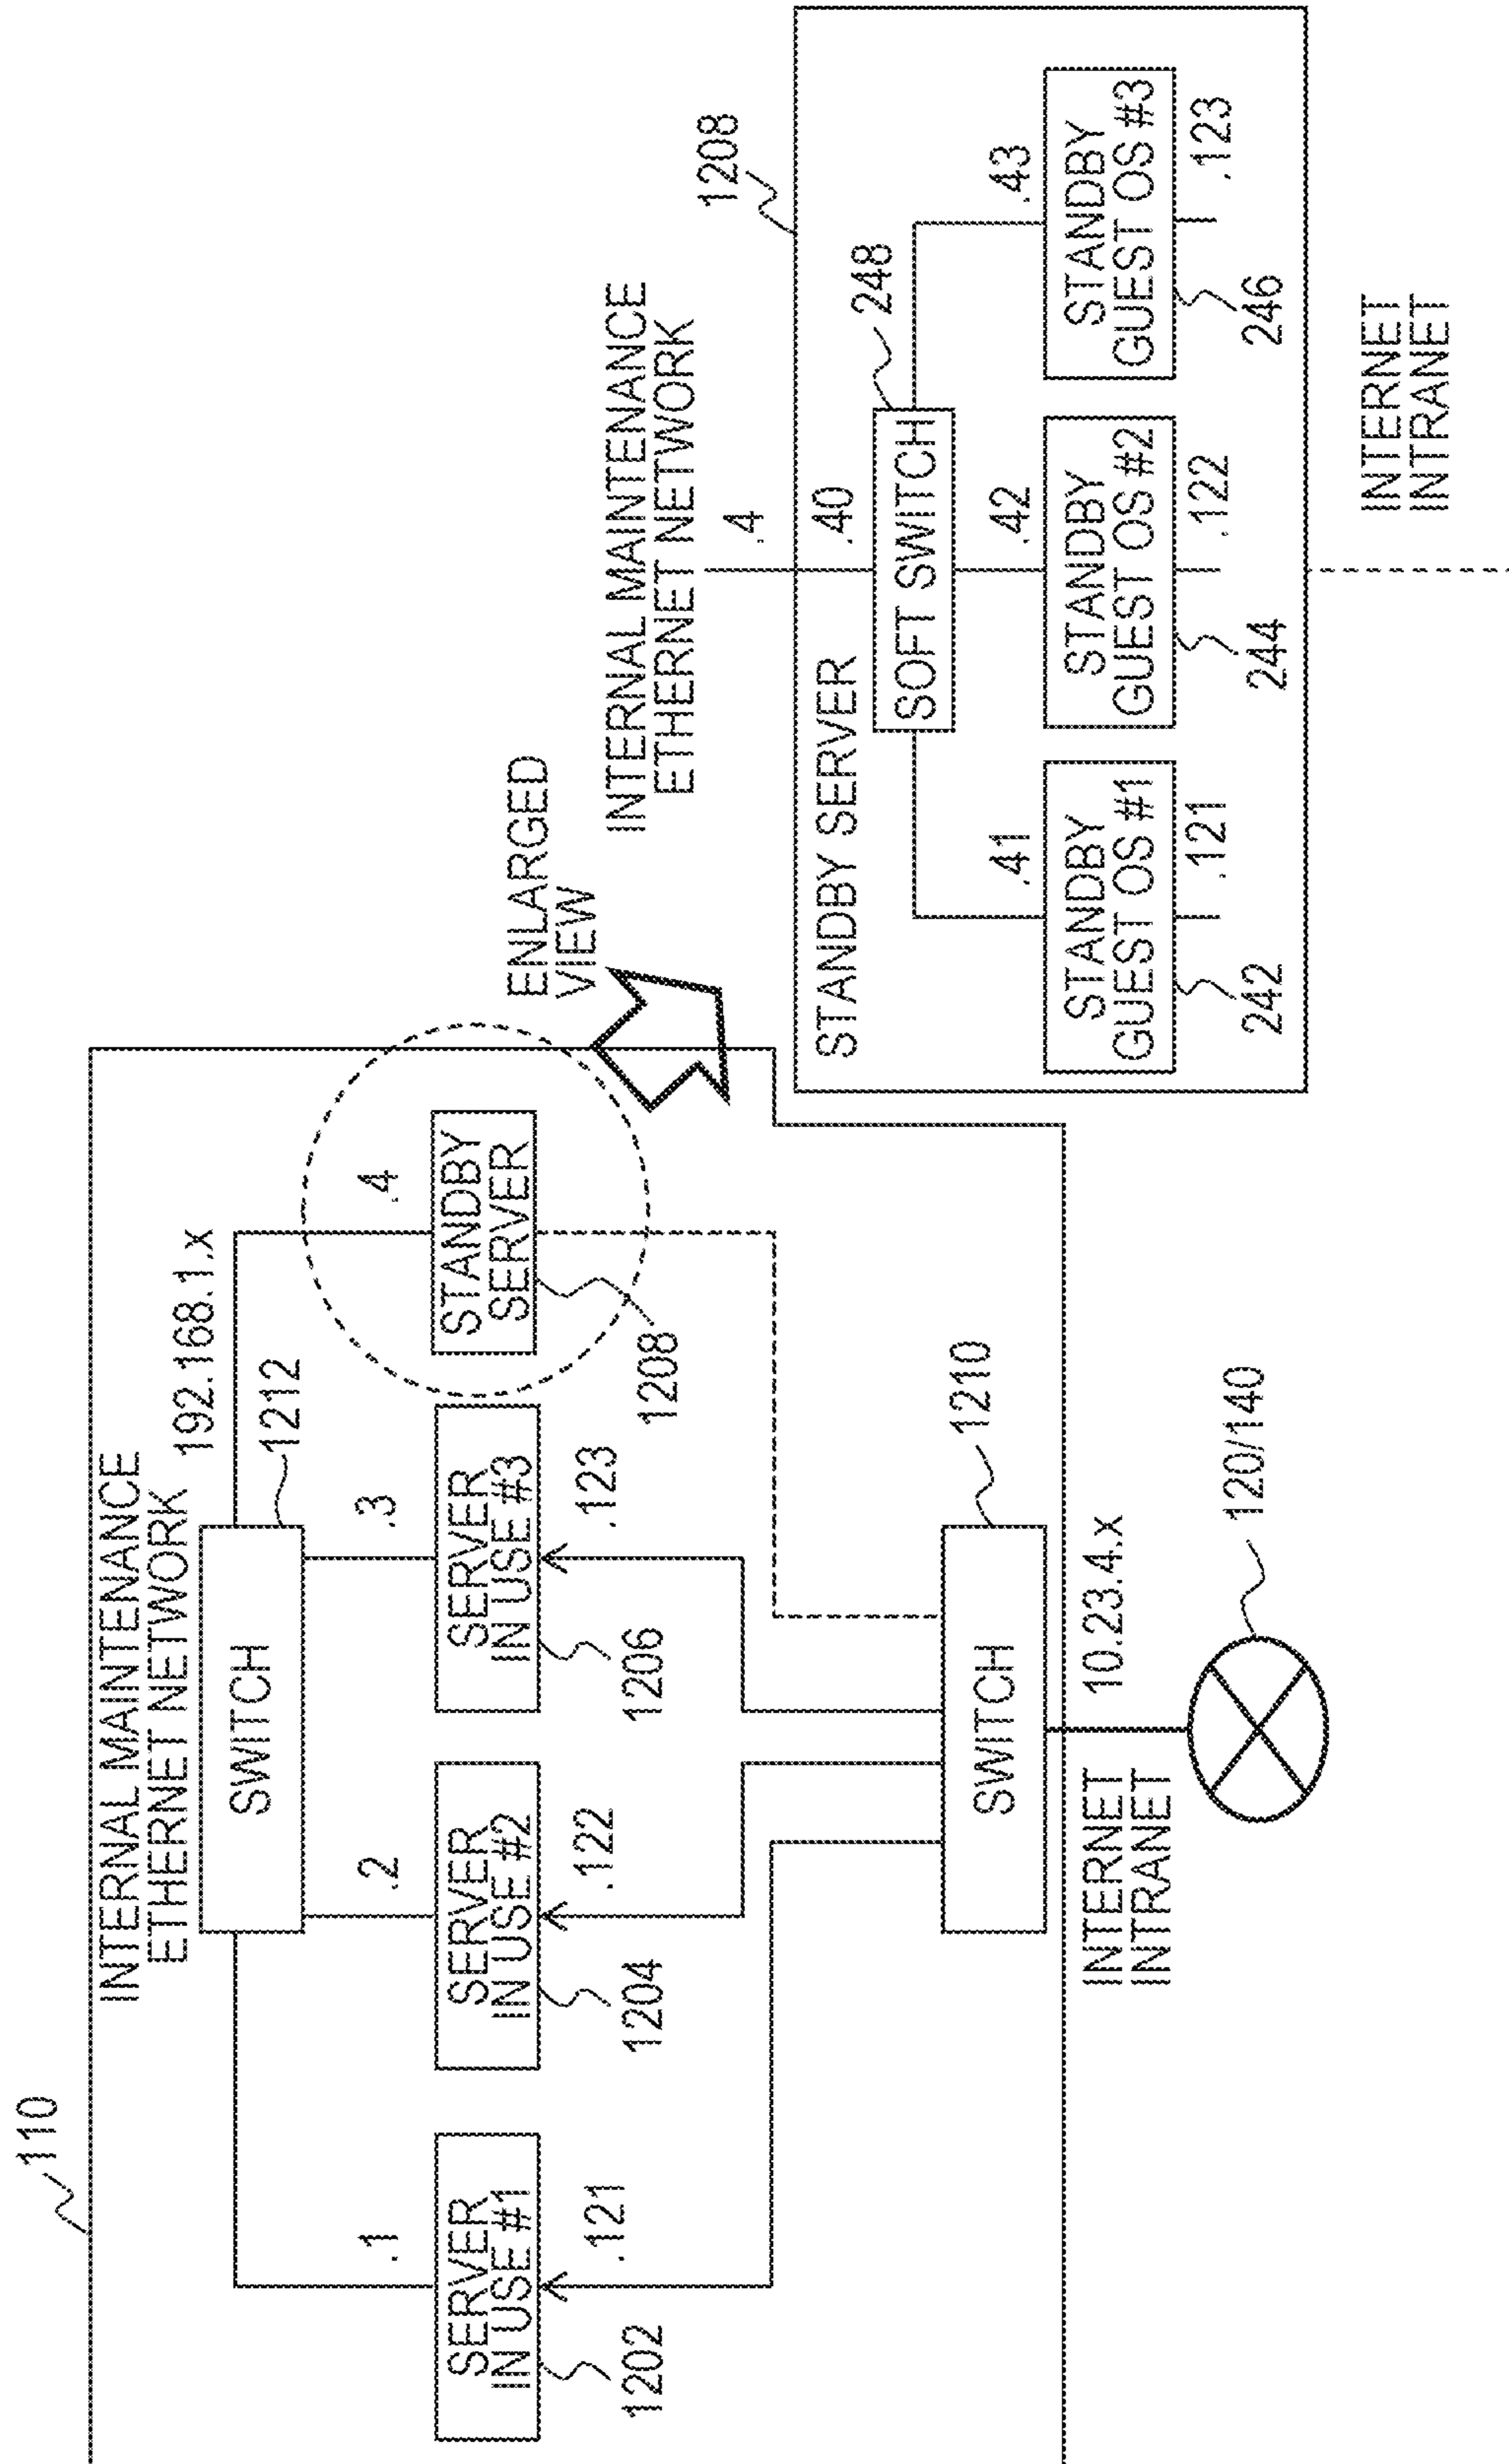 110
INTERNAL MAINTENANCE
ETHERNET NETWORK
192.168.1.x
SWITCH
1212
.1
.2
.3
.4
SERVER
IN USE #1
SERVER
IN USE #2
SERVER
IN USE #3
STANDBY
SERVER
1202
.121
1204
.122
1206
.123
1208
ENLARGED
VIEW
SWITCH
1210
INTERNET
INTRANET
10.23.4.x
120/140
INTERNAL MAINTENANCE
ETHERNET NETWORK
.4
1208
STANDBY SERVER
.40
248
SOFT SWITCH
.41
.42
.43
STANDBY
GUEST OS #1
STANDBY
GUEST OS #2
STANDBY
GUEST OS #3
242
.121
244
.122
246
.123
INTERNET
INTRANET